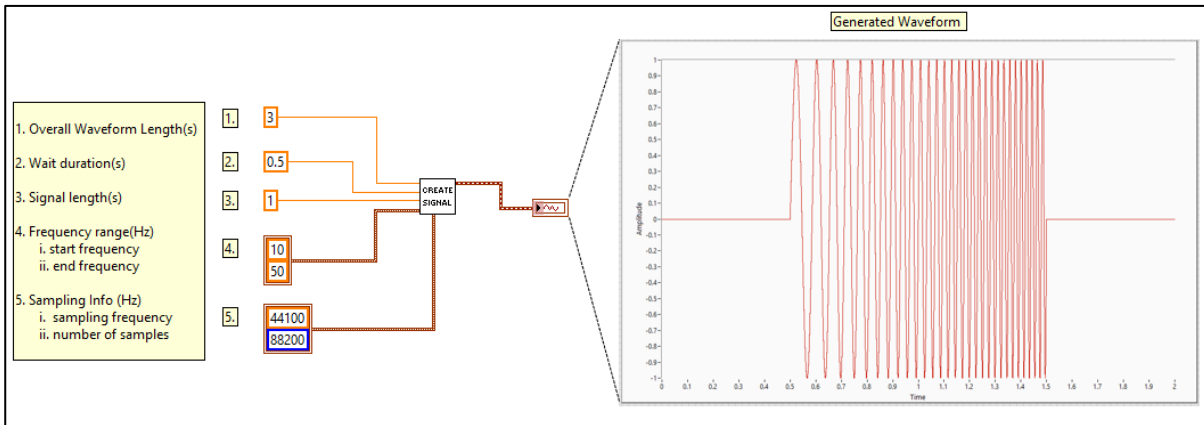 Generated Waveform
1. Overall Waveform Length(s)
2. Wait duration(s)
3. Signal length(s)
4. Frequency range(Hz)
i. start frequency
ii. end frequency
5. Sampling Info (Hz)
i. sampling frequency
ii. number of samples
1.
3
2.
0.5
3.
1
4.
10
50
5.
44100
88200
CREATE
SIGNAL
Amplitude
1
0.9
0.8
0.7
0.6
0.5
0.4
0.3
0.2
0.1
0
-0.1
-0.2
-0.3
-0.4
-0.5
-0.6
-0.7
-0.8
-0.9
-1
0 0.1 0.2 0.3 0.4 0.5 0.6 0.7 0.8 0.9 1 1.1 1.2 1.3 1.4 1.5 1.6 1.7 1.8 1.9 2
Time